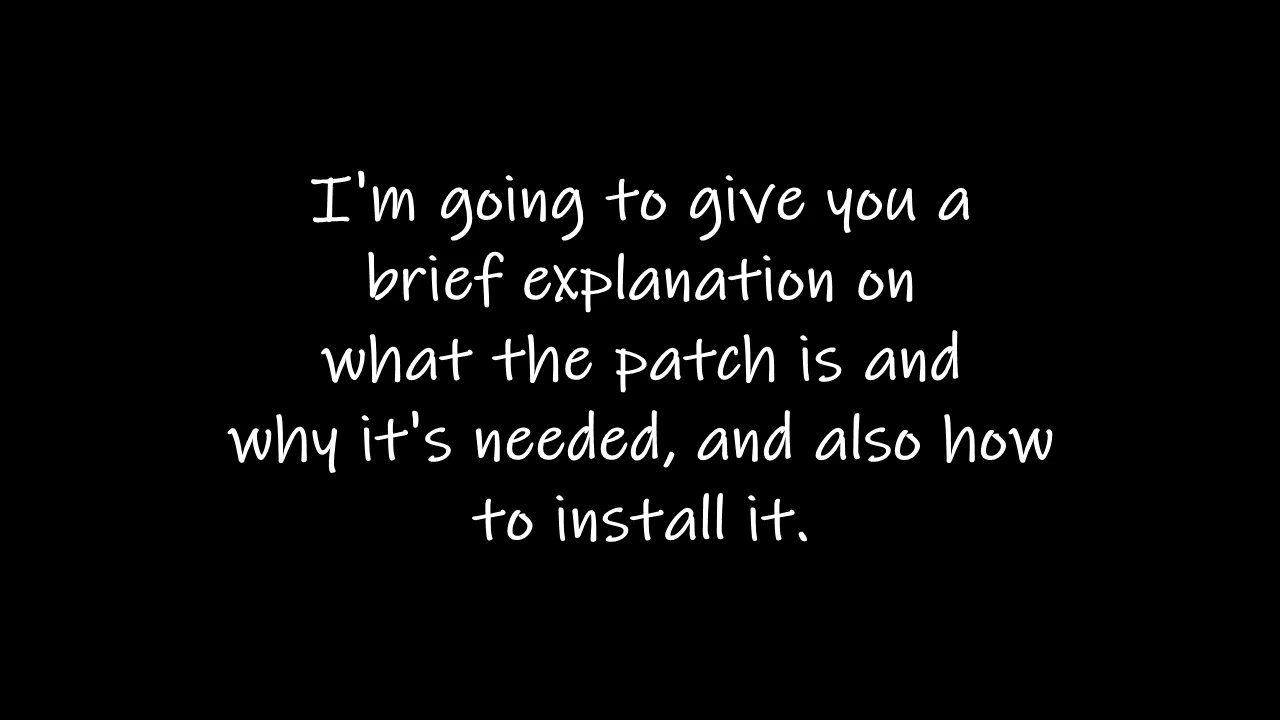 I'm going to give you a
brief explanation on
what the patch is and
why it's needed, and also how
to install it.